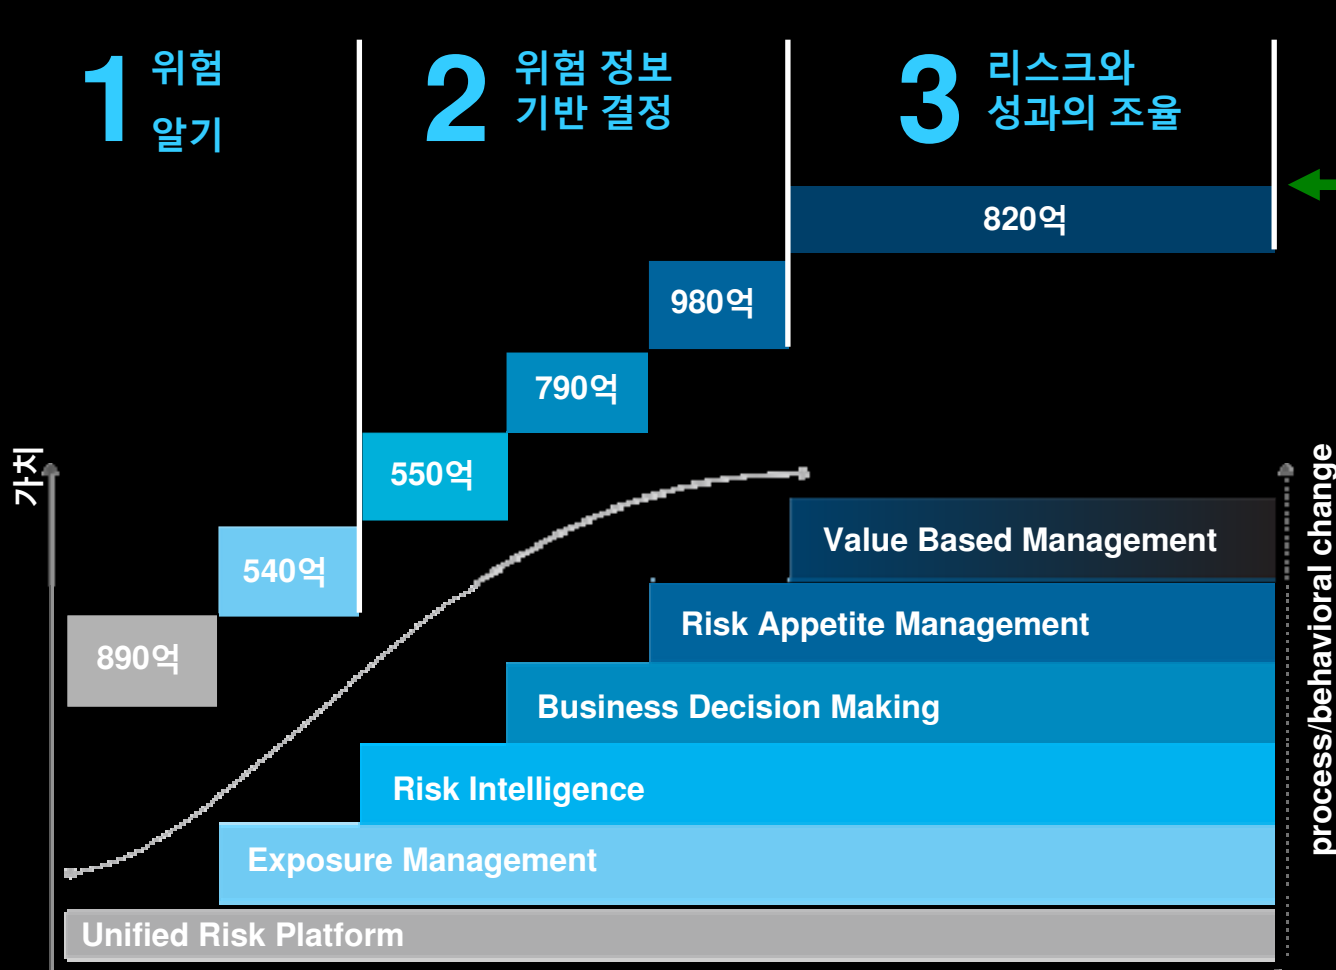 1 위험
알기
2 위험 정보
기반 결정
3 리스크와
성과의 조율
820억
980억
790억
550억
540억
890억
가치
process/behavioral change
Value Based Management
Risk Appetite Management
Business Decision Making
Risk Intelligence
Exposure Management
Unified Risk Platform